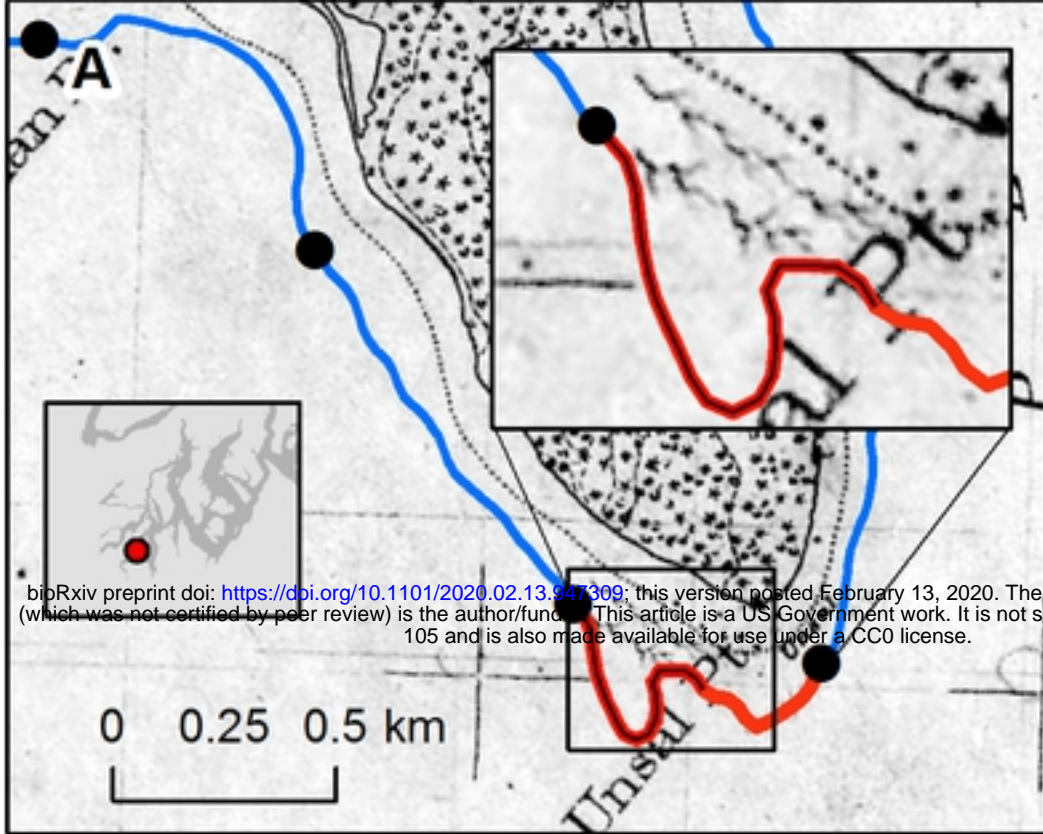 A
bioRxiv preprint doi: https://doi.org/10.1101/2020.02.13.947309; this version posted February 13, 2020. The
(which was not certified by peer review) is the author/fun This article is a US Government work. It is not s
105 and is also made available for use under a CC0 license.
0 0.25 0.5 km
Unsal Pt.